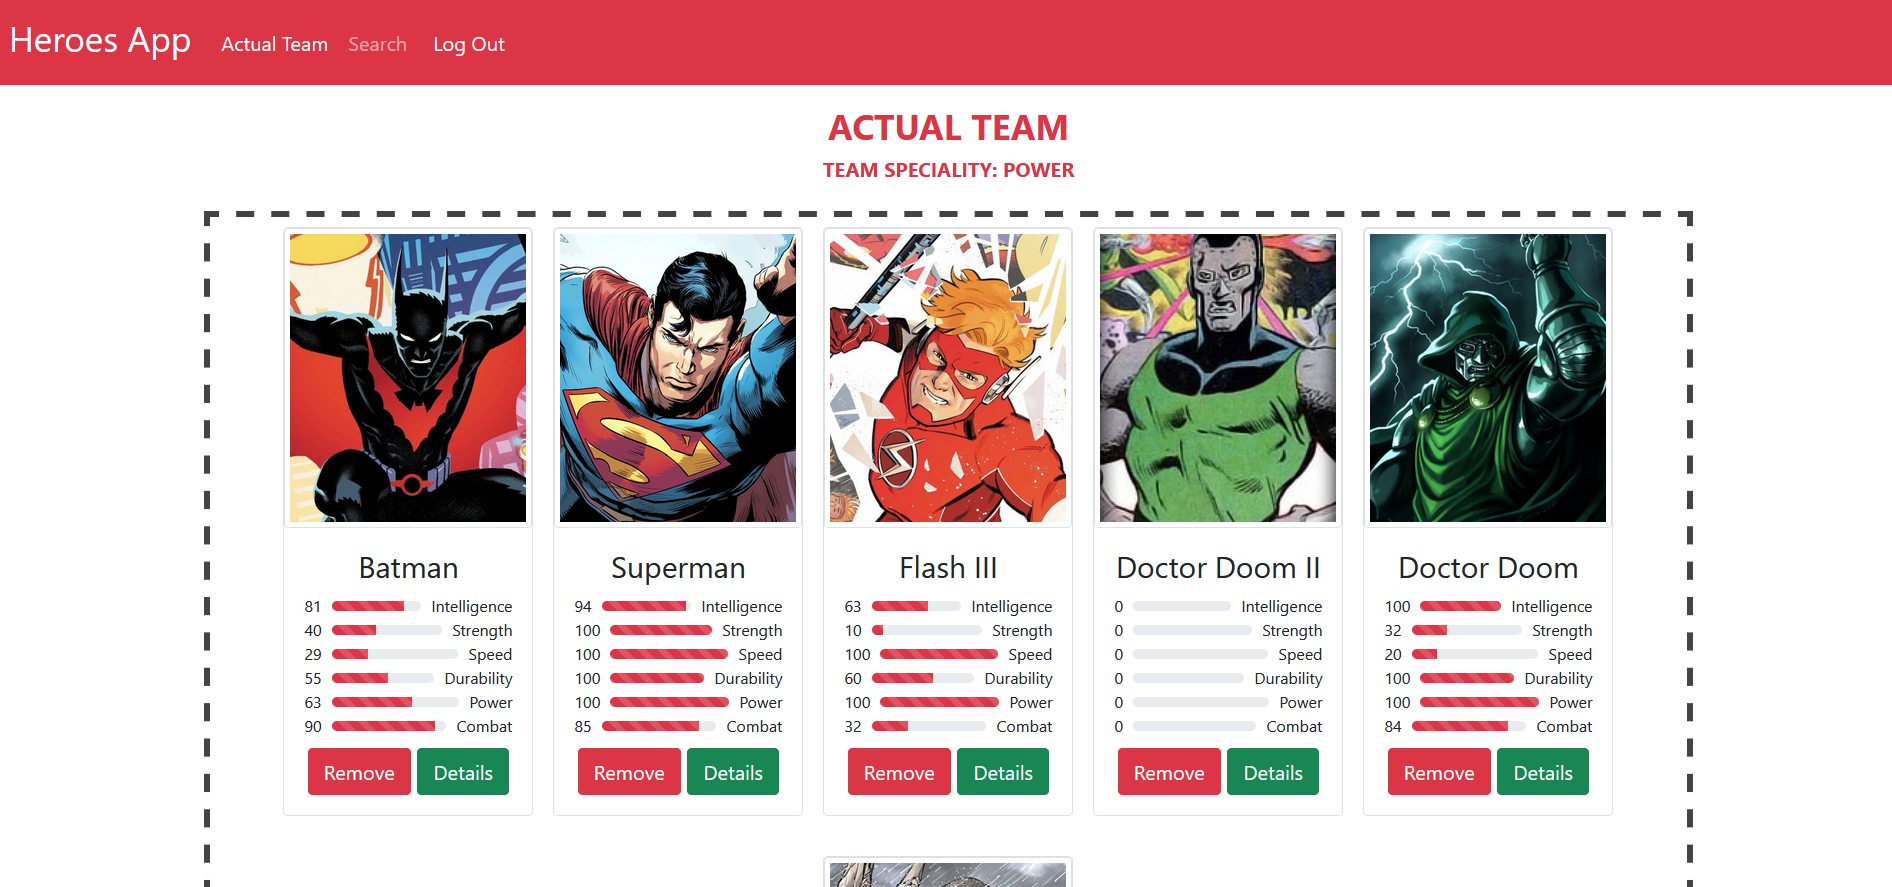 Heroes App Actual Team Search Log Out
ACTUAL TEAM
TEAM SPECIALITY: POWER
Batman
81 Intelligence
40 Strength
29 Speed
55 Durability
63 Power
90 Combat
Remove Details
Superman
94 Intelligence
100 Strength
100 Speed
100 Durability
100 Power
85 Combat
Remove Details
Flash III
63 Intelligence
10 Strength
100 Speed
60 Durability
100 Power
32 Combat
Remove Details
Doctor Doom II
0 Intelligence
0 Strength
0 Speed
0 Durability
0 Power
0 Combat
Remove Details
Doctor Doom
100 Intelligence
32 Strength
20 Speed
100 Durability
100 Power
84 Combat
Remove Details